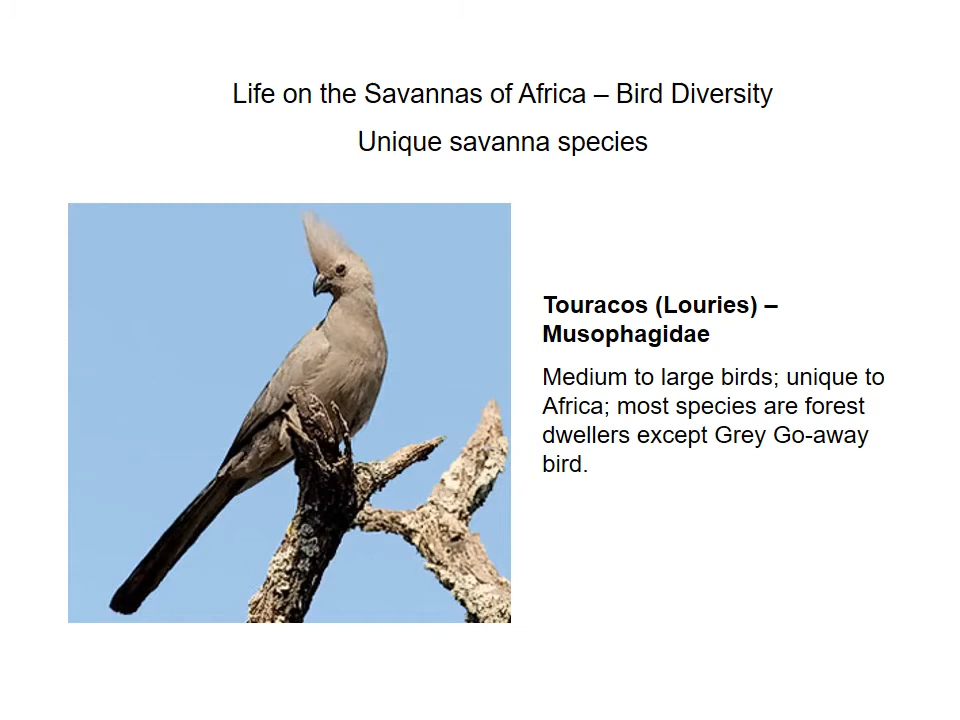 Life on the Savannas of Africa – Bird Diversity
Unique savanna species
Touracos (Louries) –
Musophagidae
Medium to large birds; unique to
Africa; most species are forest
dwellers except Grey Go-away
bird.